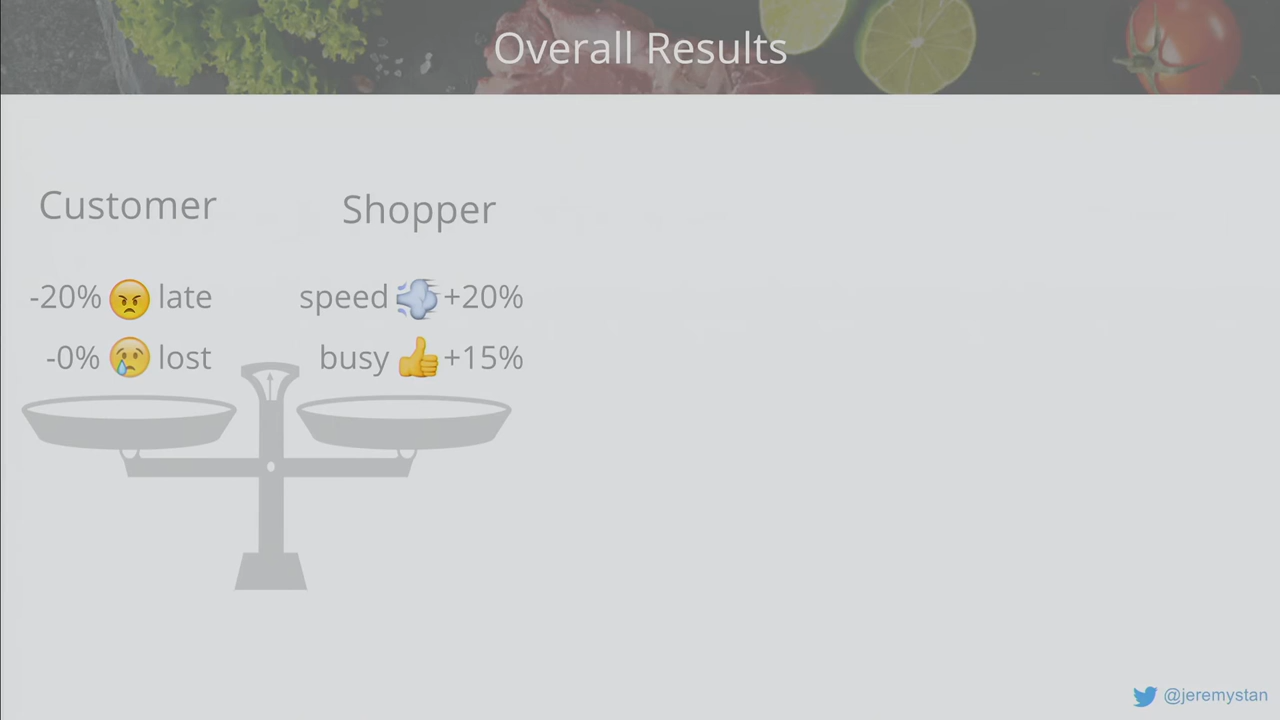 Overall Results
Customer
Shopper
-20% 😠 late
speed 💨 +20%
-0% 😢 lost
busy 👍 +15%
@jeremystan